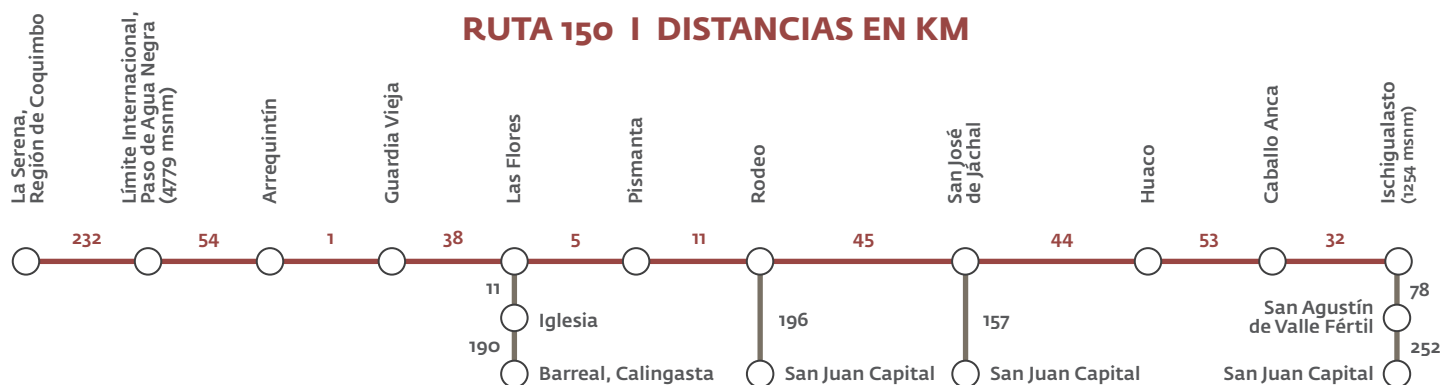 RUTA 150 I DISTANCIAS EN KM
La Serena,
Región de Coquimbo
Límite Internacional,
Paso de Agua Negra
(4779 msnm)
Arrequintín
Guardia Vieja
Las Flores
Pismanta
Rodeo
San José
de Jáchal
Huaco
Caballo Anca
Ischigualasto
(1254 msnm)
232
54
1
38
5
11
45
44
53
32
11
Iglesia
190
Barreal, Calingasta
196
San Juan Capital
157
San Juan Capital
78
San Agustín
de Valle Fértil
252
San Juan Capital